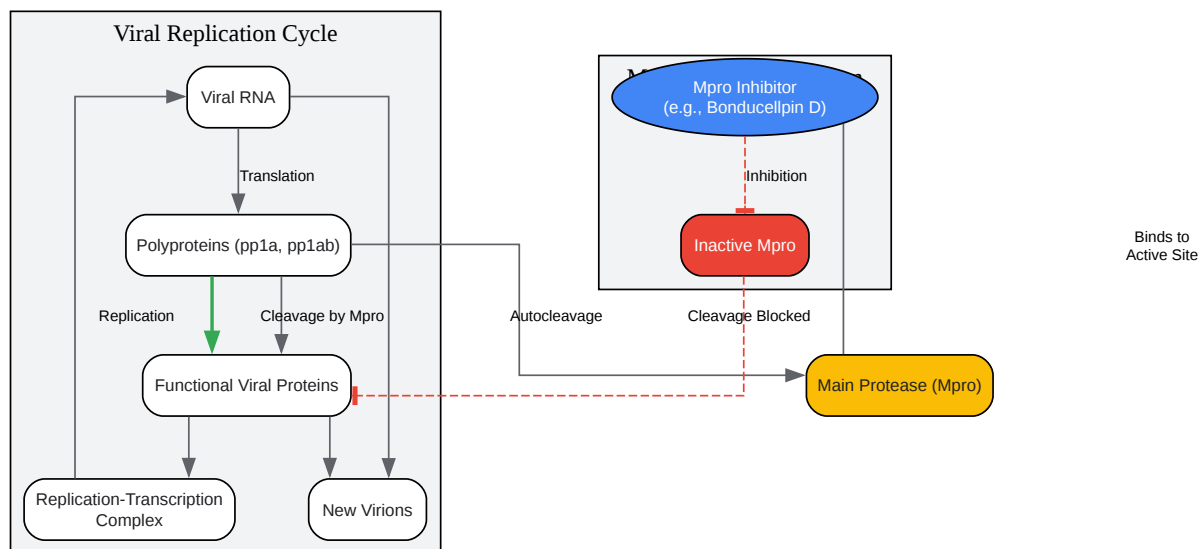 Viral Replication Cycle
Viral RNA
Mpro Inhibitor
(e.g., Bonducellpin D)
Translation
Inhibition
Polyproteins (pp1a, pp1ab)
Inactive Mpro
Binds to
Active Site
Replication
Cleavage by Mpro
Autocleavage
Cleavage Blocked
Functional Viral Proteins
Main Protease (Mpro)
Replication-Transcription
Complex
New Virions